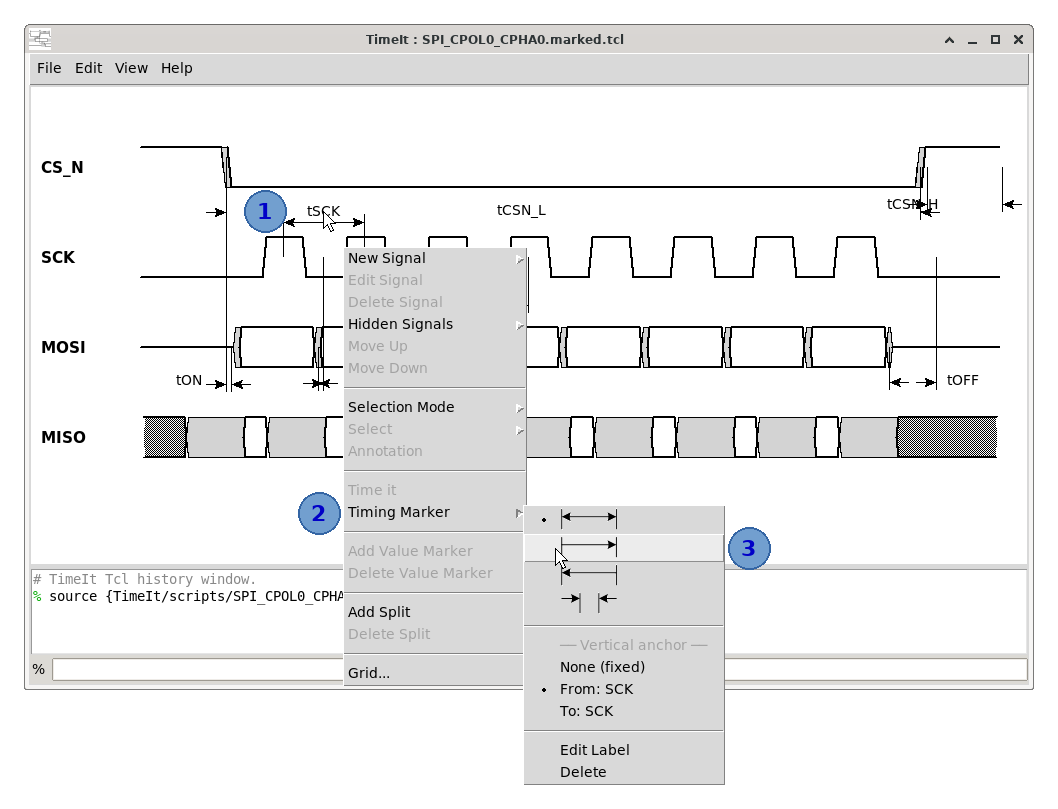 TimeIt : SPI_CPOL0_CPHA0.marked.tcl
File Edit View Help
CS_N
1
tSCK
tCSN_L
tCSN_H
SCK
New Signal
Edit Signal
Delete Signal
Hidden Signals
Move Up
Move Down
MOSI
tON
tOFF
Selection Mode
Select
Annotation
MISO
Time it
2
Timing Marker
3
Add Value Marker
Delete Value Marker
Add Split
Delete Split
Grid...
Vertical anchor
None (fixed)
From: SCK
To: SCK
Edit Label
Delete
# TimeIt Tcl history window.
% source {TimeIt/scripts/SPI_CPOL0_CPHA
%